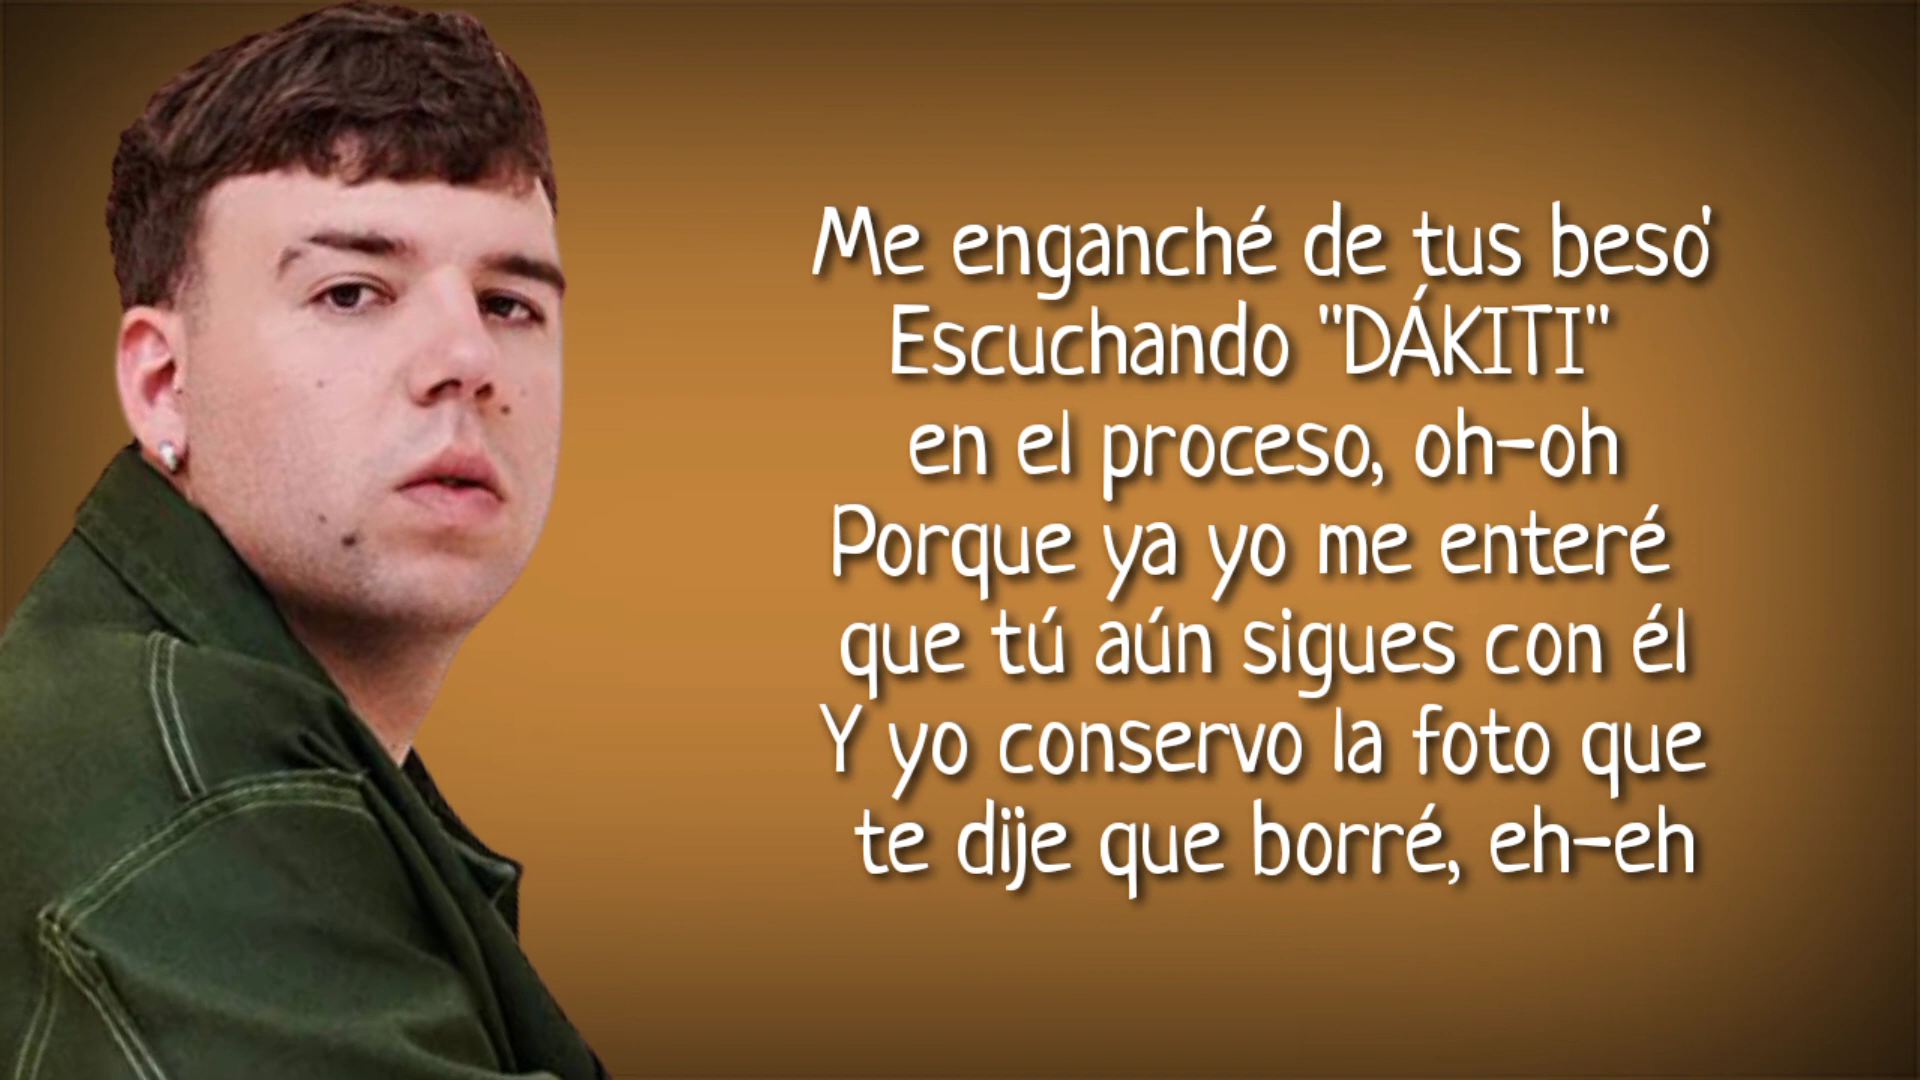 Me enganché de tus beso'
Escuchando "DÁKITI"
en el proceso, oh-oh
Porque ya yo me enteré
que tú aún sigues con él
Y yo conservo la foto que
te dije que borré, eh-eh